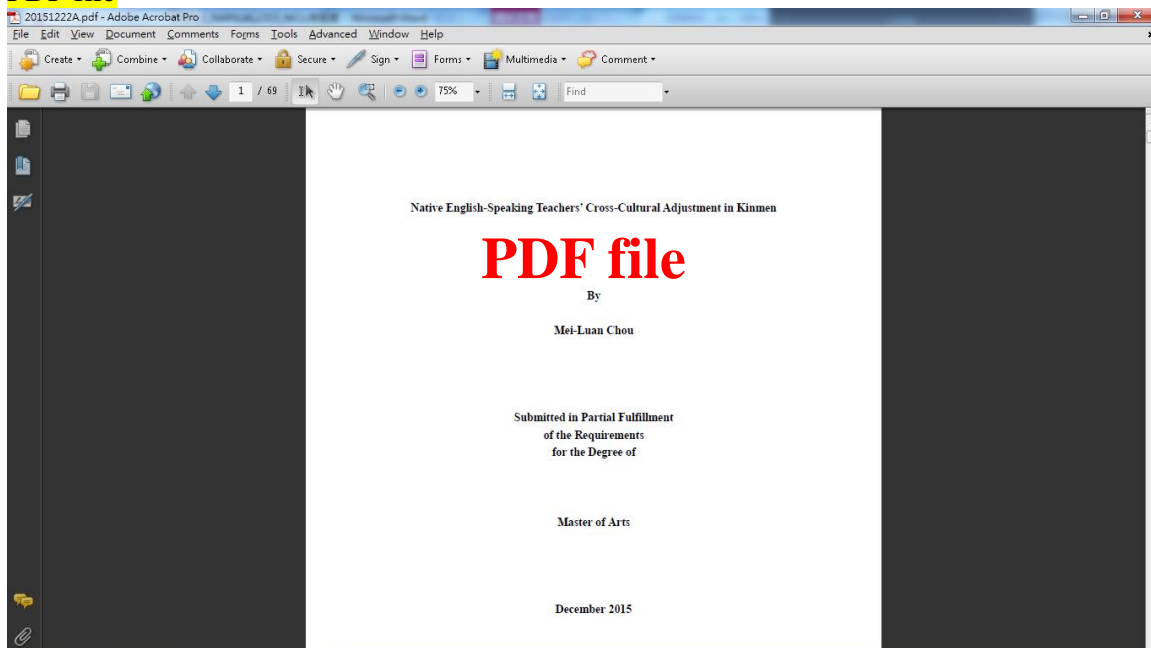 PDF file
20151222A.pdf - Adobe Acrobat Pro
File Edit View Document Comments Forms Tools Advanced Window Help
Create Combine Collaborate Secure Sign Forms Multimedia Comment
1 / 69 75% Find
Native English-Speaking Teachers' Cross-Cultural Adjustment in Kinmen
PDF file
By
Mei-Luan Chou
Submitted in Partial Fulfillment
of the Requirements
for the Degree of
Master of Arts
December 2015